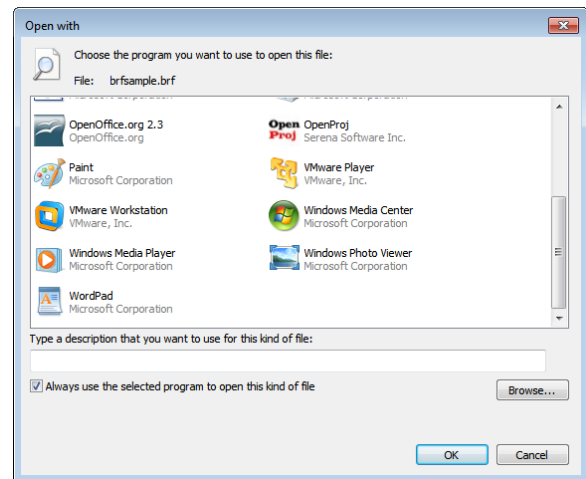 Open with
Choose the program you want to use to open this file:
File: brfsample.brf
OpenOffice.org 2.3
OpenOffice.org
Open
Proj
OpenProj
Serena Software Inc.
Paint
Microsoft Corporation
VMware Player
VMware, Inc.
VMware Workstation
VMware, Inc.
Windows Media Center
Microsoft Corporation
Windows Media Player
Microsoft Corporation
Windows Photo Viewer
Microsoft Corporation
WordPad
Microsoft Corporation
Type a description that you want to use for this kind of file:
Always use the selected program to open this kind of file
Browse...
OK
Cancel